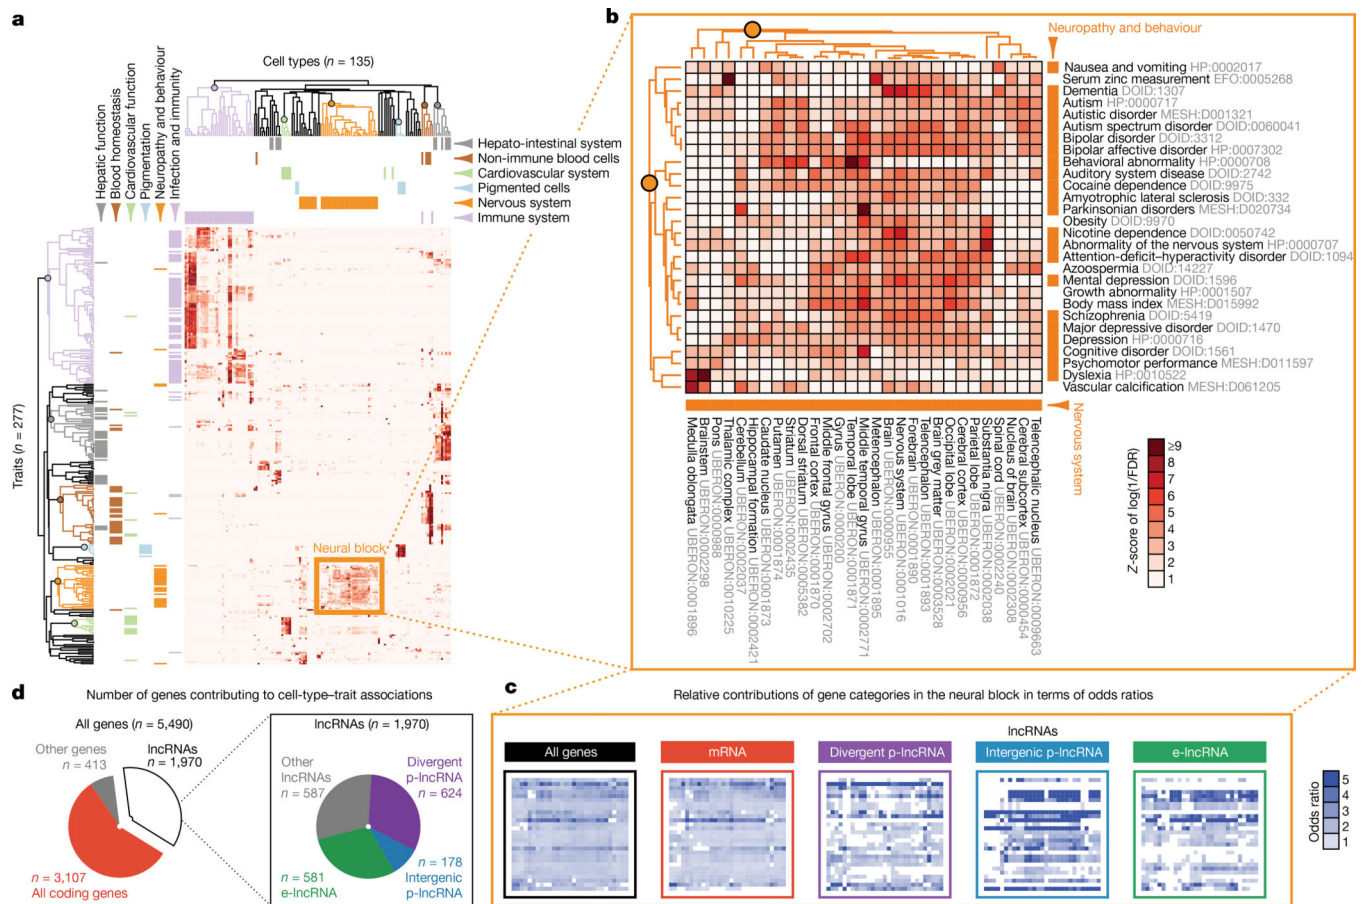 a
Cell types (n = 135)
Hepatic function
Blood homeostasis
Cardiovascular function
Pigmentation
Neuropathy and behaviour
Infection and immunity
Hepato-intestinal system
Non-immune blood cells
Cardiovascular system
Pigmented cells
Nervous system
Immune system
Traits (n = 277)
Neural block
b
Neuropathy and behaviour
Nausea and vomiting HP:0002017
Serum zinc measurement EFO:0005268
Dementia DOID:1307
Autism HP:0000717
Autistic disorder MESH:D001321
Autism spectrum disorder DOID:0060041
Bipolar disorder DOID:3312
Bipolar affective disorder HP:0007302
Behavioral abnormality HP:0000708
Auditory system disease DOID:2742
Cocaine dependence DOID:9975
Amyotrophic lateral sclerosis DOID:332
Parkinsonian disorders MESH:D020734
Obesity DOID:9970
Nicotine dependence DOID:0050742
Abnormality of the nervous system HP:0000707
Attention-deficit–hyperactivity disorder DOID:1094
Azoospermia DOID:14227
Mental depression DOID:1596
Growth abnormality HP:0001507
Body mass index MESH:D015992
Schizophrenia DOID:5419
Major depressive disorder DOID:1470
Depression HP:0000716
Cognitive disorder DOID:1561
Psychomotor performance MESH:D011597
Dyslexia HP:0010522
Vascular calcification MESH:D061205
Nervous system
Medulla oblongata UBERON:0001896
Brainstem UBERON:0002298
Pons UBERON:0000988
Thalamic complex UBERON:0010225
Cerebellum UBERON:0002037
Hippocampal formation UBERON:0002421
Caudate nucleus UBERON:0001873
Putamen UBERON:0001874
Striatum UBERON:0002435
Dorsal striatum UBERON:0005382
Frontal cortex UBERON:0001870
Middle frontal gyrus UBERON:0002702
Gyrus UBERON:0000200
Temporal lobe UBERON:0001871
Middle temporal gyrus UBERON:0002771
Metencephalon UBERON:0001895
Brain UBERON:0000955
Nervous system UBERON:0001016
Forebrain UBERON:0001890
Telencephalon UBERON:0001893
Brain grey matter UBERON:0003528
Occipital lobe UBERON:0002021
Cerebral cortex UBERON:0000956
Parietal lobe UBERON:0001872
Substantia nigra UBERON:0002038
Spinal cord UBERON:0002240
Nucleus of brain UBERON:0002308
Cerebral subcortex UBERON:0000454
Telencephalic nucleus UBERON:0009663
Z-score of log(1/FDR)
≥9
8
7
6
5
4
3
2
1
d
Number of genes contributing to cell-type–trait associations
All genes (n = 5,490)
Other genes
n = 413
lncRNAs
n = 1,970
n = 3,107
All coding genes
lncRNAs (n = 1,970)
Other
lncRNAs
n = 587
Divergent
p-lncRNA
n = 624
n = 581
e-lncRNA
n = 178
Intergenic
p-lncRNA
c
Relative contributions of gene categories in the neural block in terms of odds ratios
lncRNAs
All genes
mRNA
Divergent p-lncRNA
Intergenic p-lncRNA
e-lncRNA
Odds ratio
5
4
3
2
1